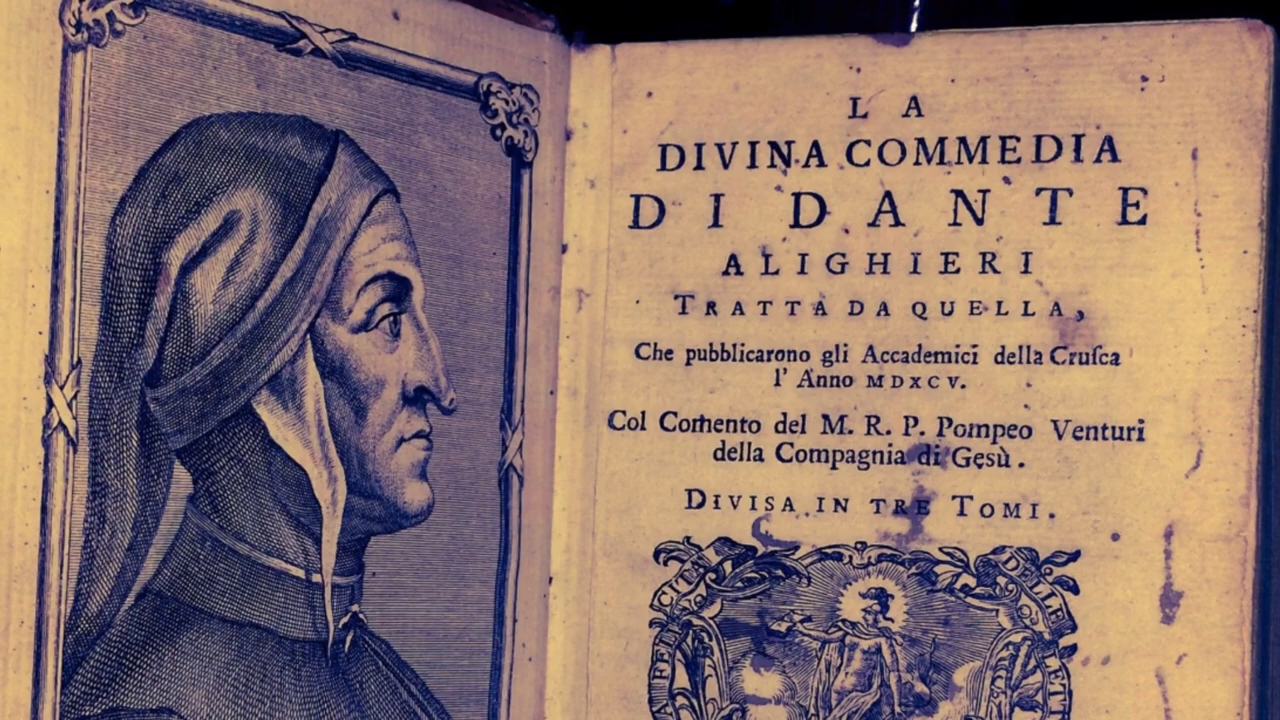 LA
DIVINA COMMEDIA
DI DANTE
ALIGHIERI
TRATTA DA QUELLA,
Che pubblicarono gli Accademici della Cruſca
l' Anno MDXCV.
Col Comento del M. R. P. Pompeo Venturi
della Compagnia di Gesù.
DIVISA IN TRE TOMI.
DELLE